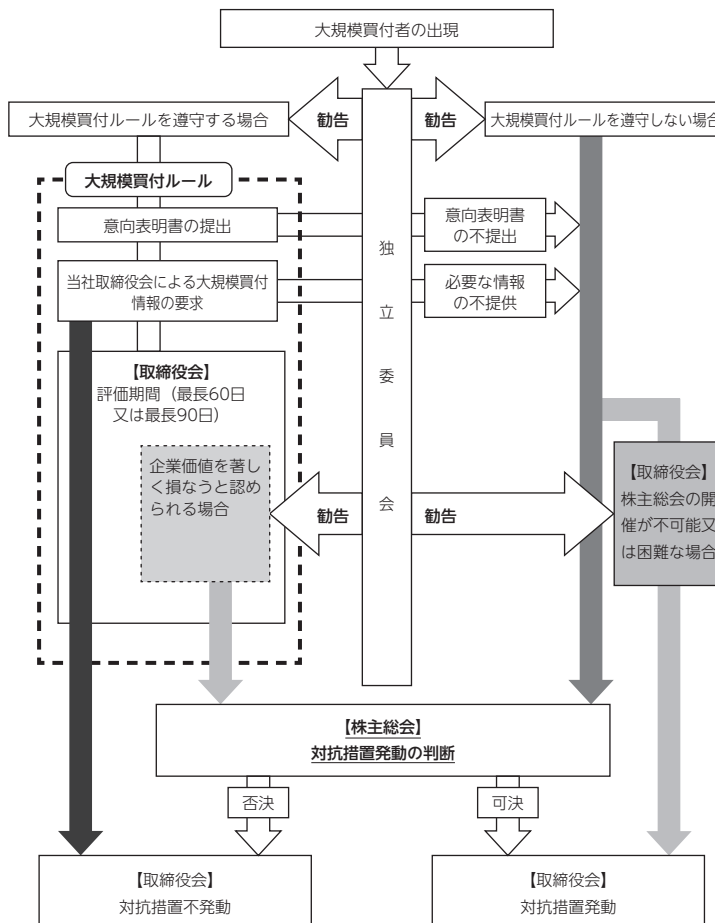 大規模買付者の出現
大規模買付ルールを遵守する場合
勧告
勧告
大規模買付ルールを遵守しない場合
大規模買付ルール
意向表明書の提出
意向表明書
の不提出
当社取締役会による大規模買付
情報の要求
必要な情報
の不提供
独立委員会
【取締役会】
評価期間（最長60日
又は最長90日）
企業価値を著し
く損なうと認め
られる場合
勧告
勧告
【取締役会】
株主総会の開
催が不可能又
は困難な場合
【株主総会】
対抗措置発動の判断
否決
可決
【取締役会】
対抗措置不発動
【取締役会】
対抗措置発動